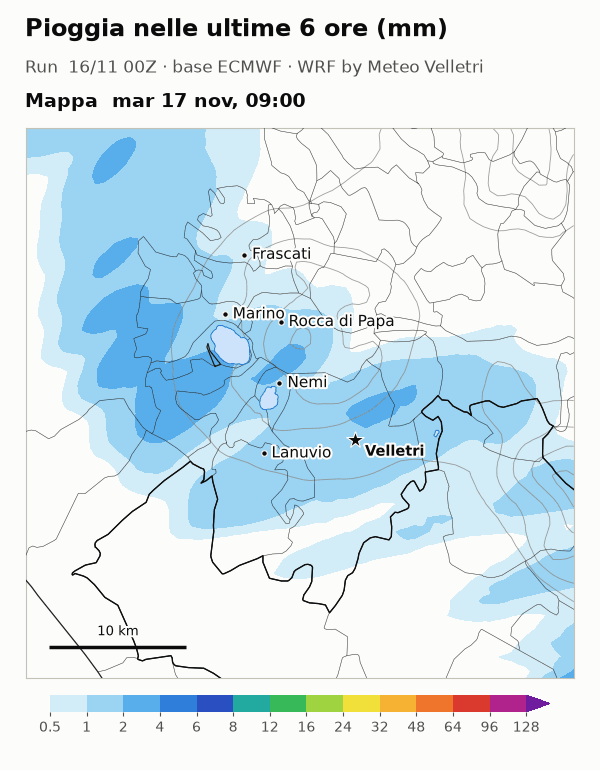 Pioggia nelle ultime 6 ore (mm)
Run 16/11 00Z · base ECMWF · WRF by Meteo Velletri
Mappa mar 17 nov, 09:00
Frascati
Marino
Rocca di Papa
Nemi
Velletri
Lanuvio
10 km
0.5 1 2 4 6 8 12 16 24 32 48 64 96 128